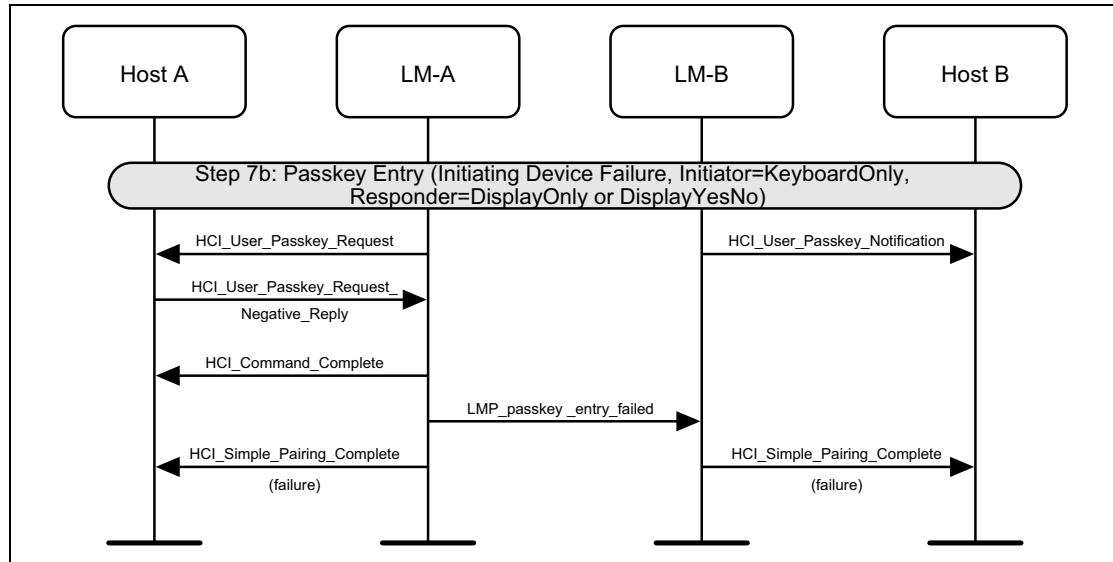 Host A
LM-A
LM-B
Host B
Step 7b: Passkey Entry (Initiating Device Failure, Initiator=KeyboardOnly,
Responder=DisplayOnly or DisplayYesNo)
HCI_User_Passkey_Request
HCI_User_Passkey_Notification
HCI_User_Passkey_Request_
Negative_Reply
HCI_Command_Complete
LMP_passkey _entry_failed
HCI_Simple_Pairing_Complete
(failure)
HCI_Simple_Pairing_Complete
(failure)